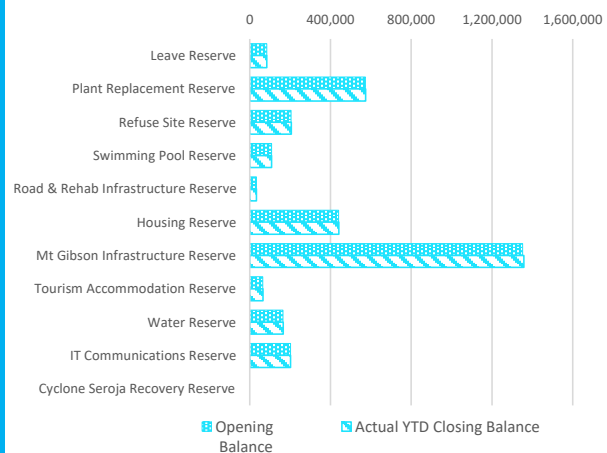 0 400,000 800,000 1,200,000 1,600,000
Leave Reserve
Plant Replacement Reserve
Refuse Site Reserve
Swimming Pool Reserve
Road & Rehab Infrastructure Reserve
Housing Reserve
Mt Gibson Infrastructure Reserve
Tourism Accommodation Reserve
Water Reserve
IT Communications Reserve
Cyclone Seroja Recovery Reserve
Opening Actual YTD Closing Balance
Balance